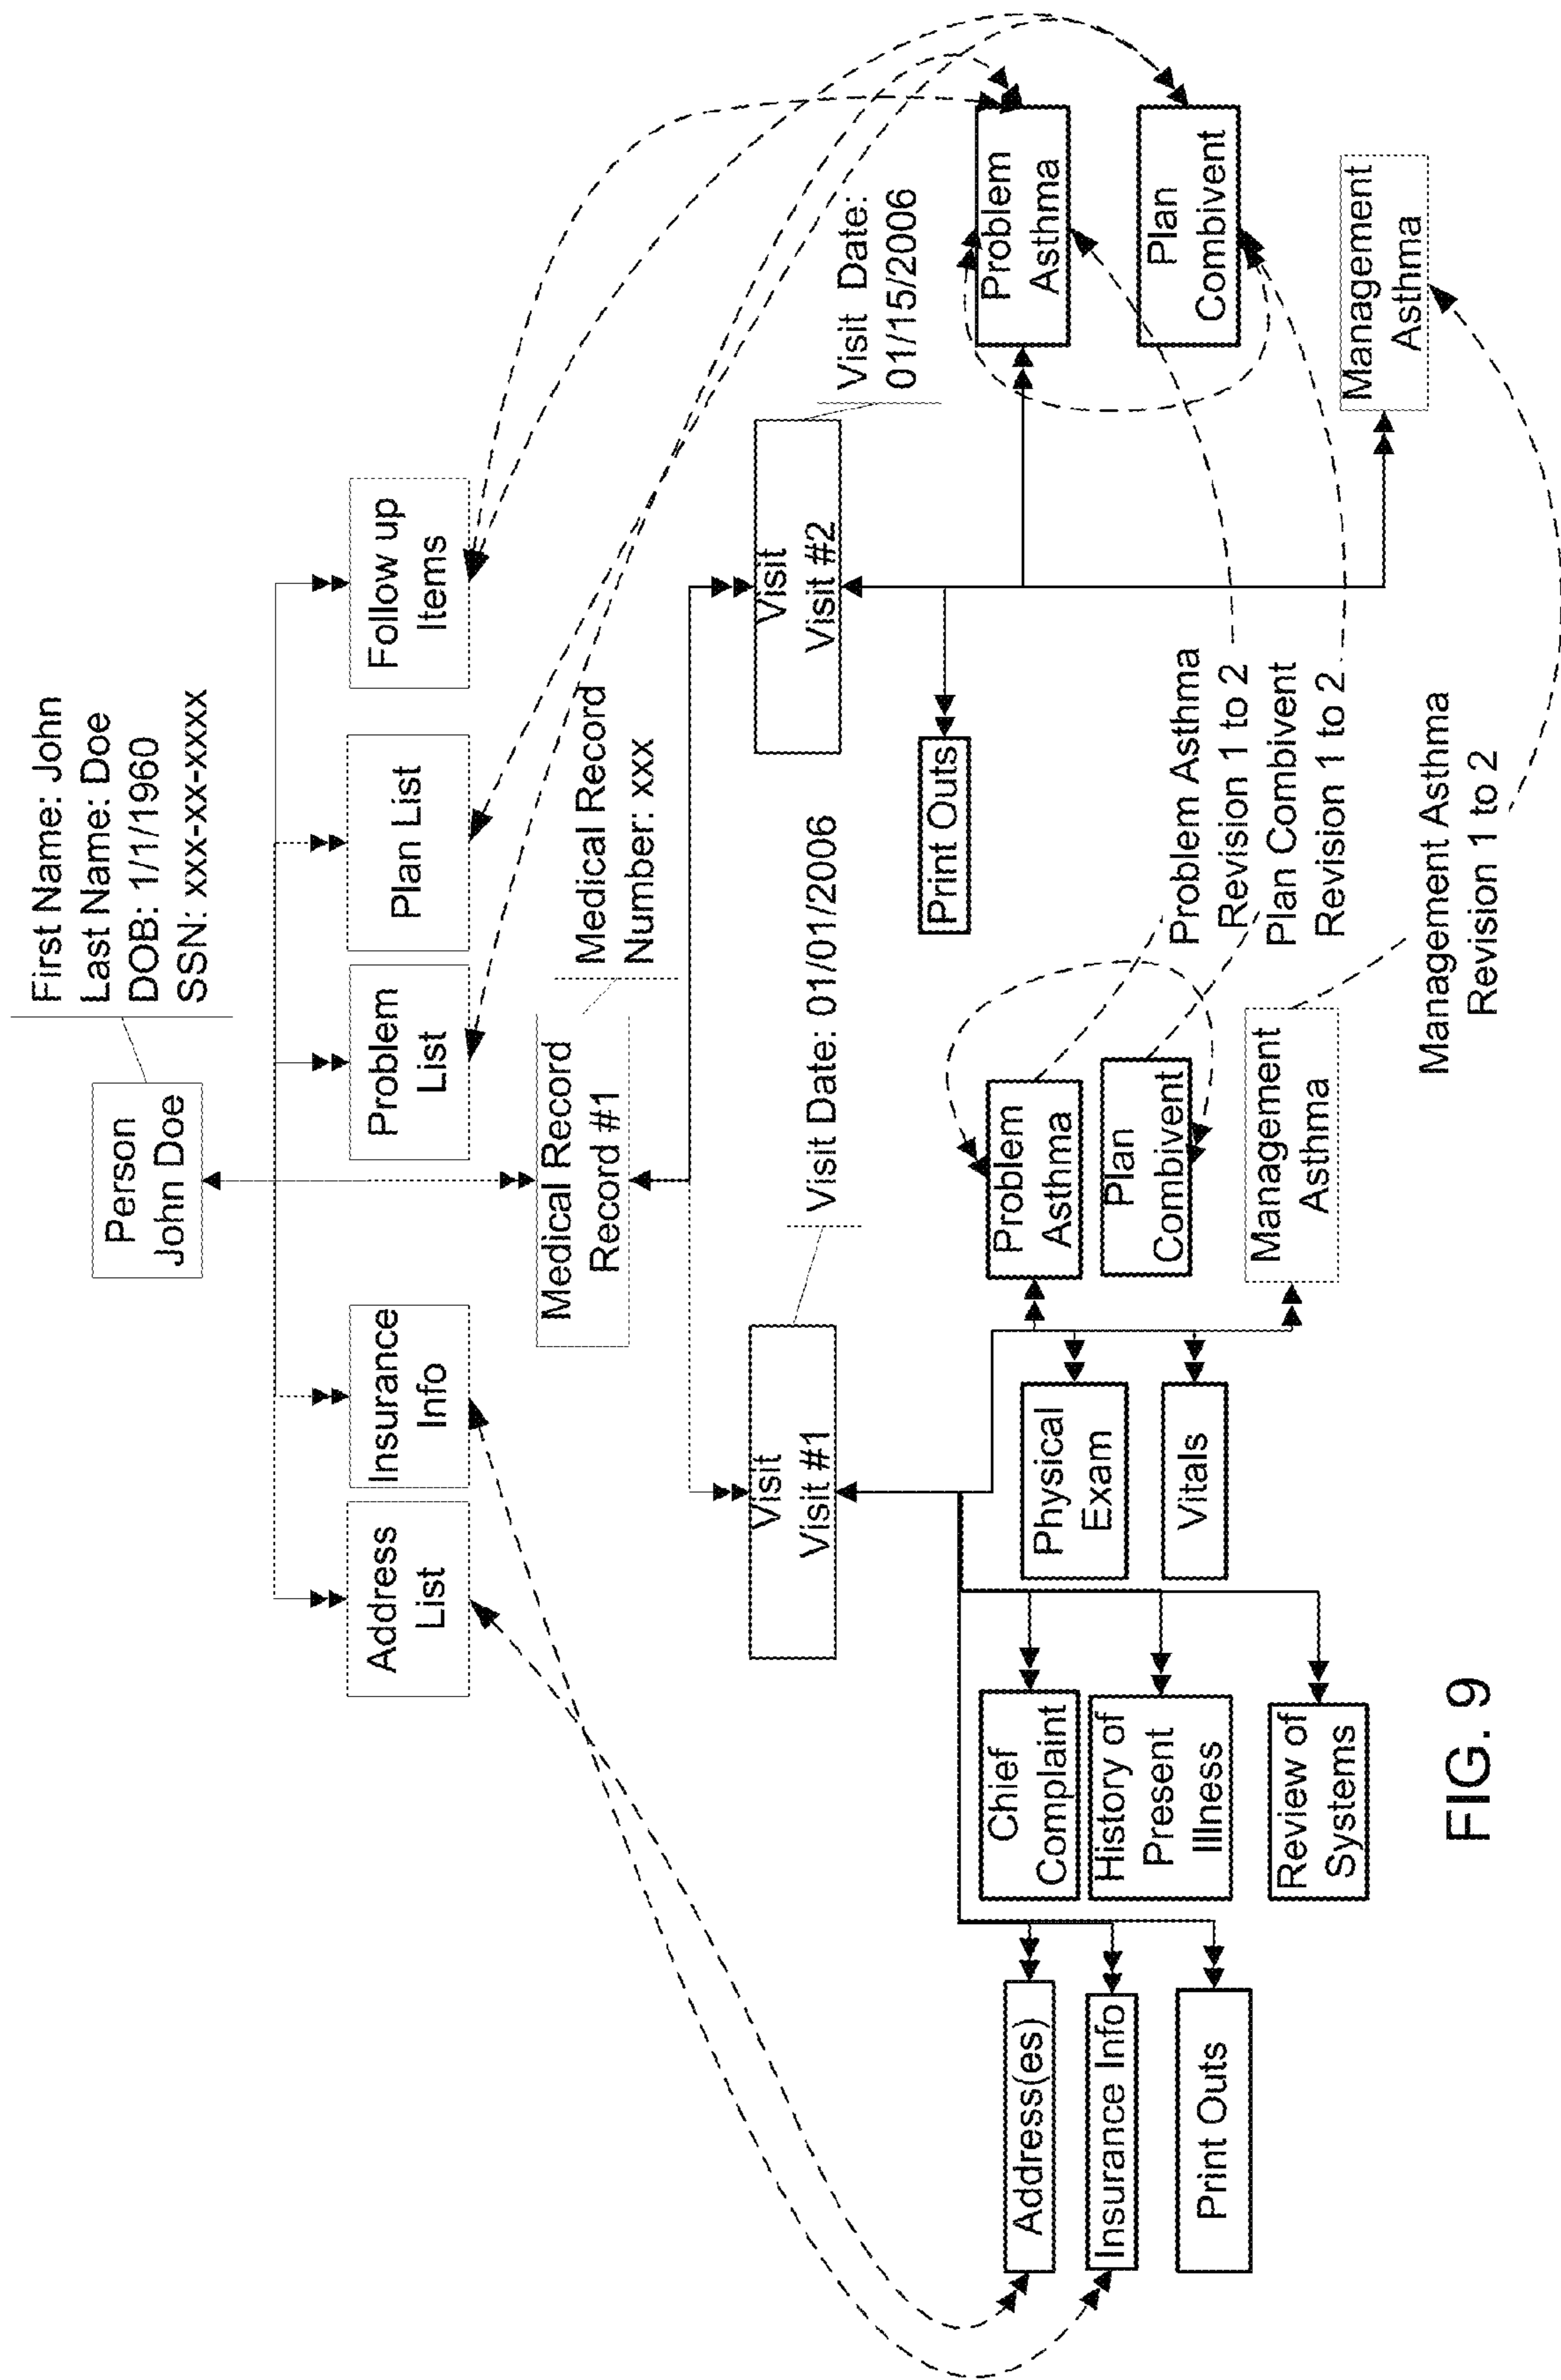 First Name: John
Last Name: Doe
DOB: 1/1/1960
SSN: xxx-xx-xxxx
Person
John Doe
Address
List
Insurance
Info
Problem
List
Plan List
Follow up
Items
Medical Record
Record #1
Medical Record
Number: xxx
Visit
Visit #1
Visit Date: 01/01/2006
Visit
Visit #2
Visit Date:
01/15/2006
Address(es)
Insurance Info
Print Outs
Chief
Complaint
History of
Present
Illness
Review of
Systems
Physical
Exam
Vitals
Problem
Asthma
Plan
Combivent
Management
Asthma
Print Outs
Problem Asthma
Revision 1 to 2
Plan Combivent
Revision 1 to 2
Management Asthma
Revision 1 to 2
Problem
Asthma
Plan
Combivent
Management
Asthma
FIG. 9